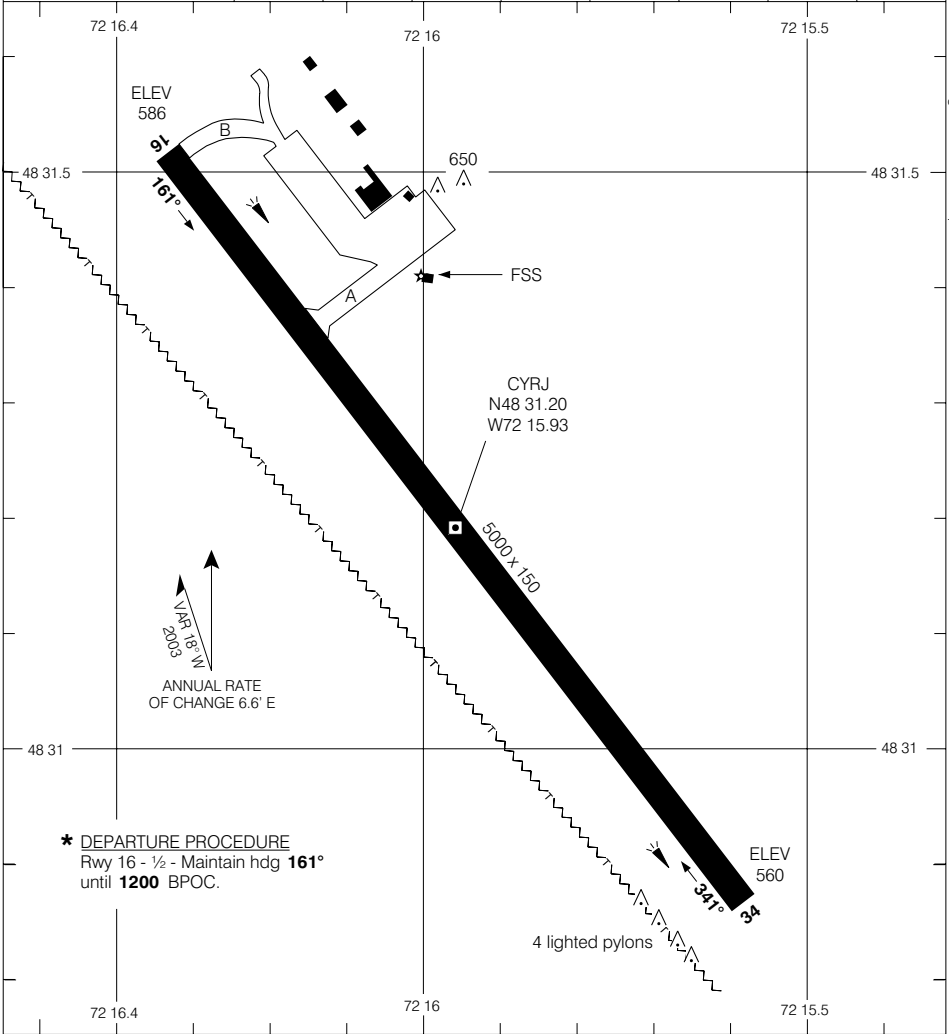 72 16.4
72 16
72 15.5
ELEV
586
16
B
161°
650
48 31.5
48 31.5
FSS
A
CYRJ
N48 31.20
W72 15.93
5000 x 150
VAR 18° W
2003
ANNUAL RATE
OF CHANGE 6.6' E
48 31
48 31
* DEPARTURE PROCEDURE
Rwy 16 - ½ - Maintain hdg 161°
until 1200 BPOC.
ELEV
560
341°
34
4 lighted pylons
72 16.4
72 16
72 15.5